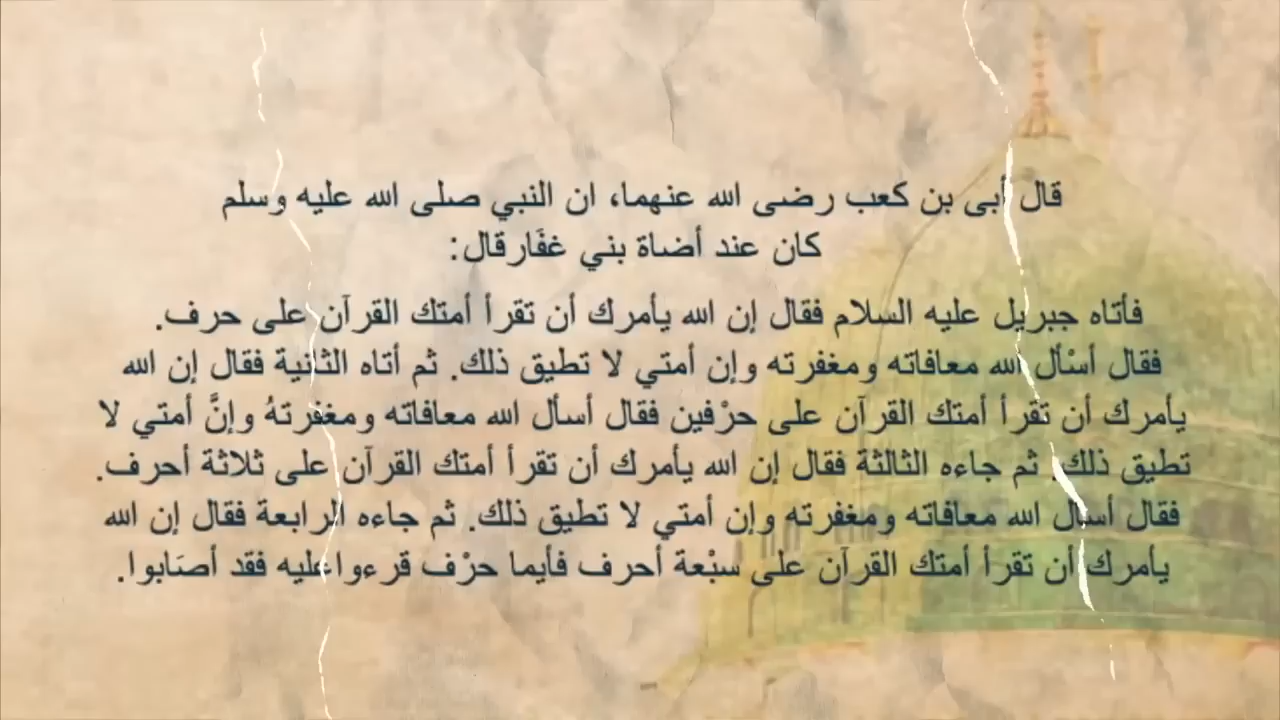 قال أبى بن كعب رضى الله عنهما، ان النبي صلى الله عليه وسلم
كان عند أضاة بني غفَارقال:
فأتاه جبريل عليه السلام فقال إن الله يأمرك أن تقرأ أمتك القرآن على حرف.
فقال أسْأل الله معافاته ومغفرته وإن أمتي لا تطيق ذلك. ثم أتاه الثانية فقال إن الله
يأمرك أن تقرأ أمتك القرآن على حرْفين فقال أسأل الله معافاته ومغفرتهُ وإنَّ أمتي لا
تطيق ذلك. ثم جاءه الثالثة فقال إن الله يأمرك أن تقرأ أمتك القرآن على ثلاثة أحرف.
فقال أسأل الله معافاته ومغفرته وإن أمتي لا تطيق ذلك. ثم جاءه الرابعة فقال إن الله
يأمرك أن تقرأ أمتك القرآن على سبْعة أحرف فأيما حرْف قرءواعليه فقد أصَابوا.